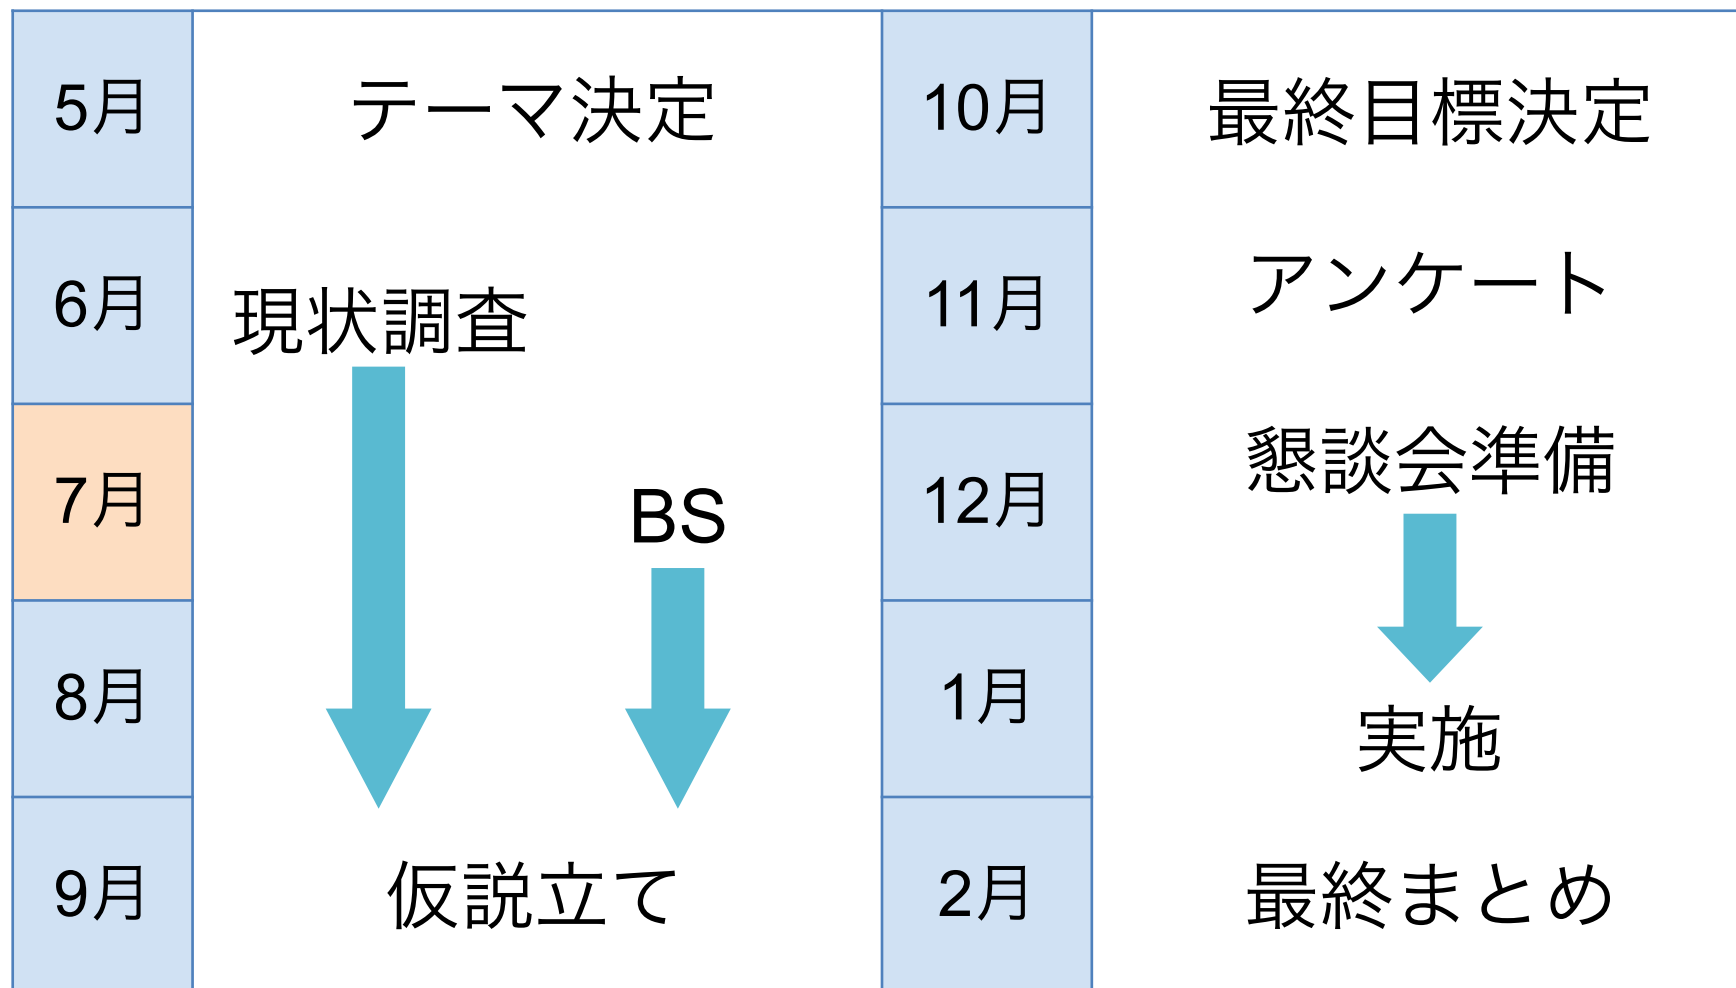 5月
テーマ決定
6月
現状調査
7月
BS
8月
9月
仮説立て
10月
最終目標決定
11月
アンケート
12月
懇談会準備
1月
実施
2月
最終まとめ